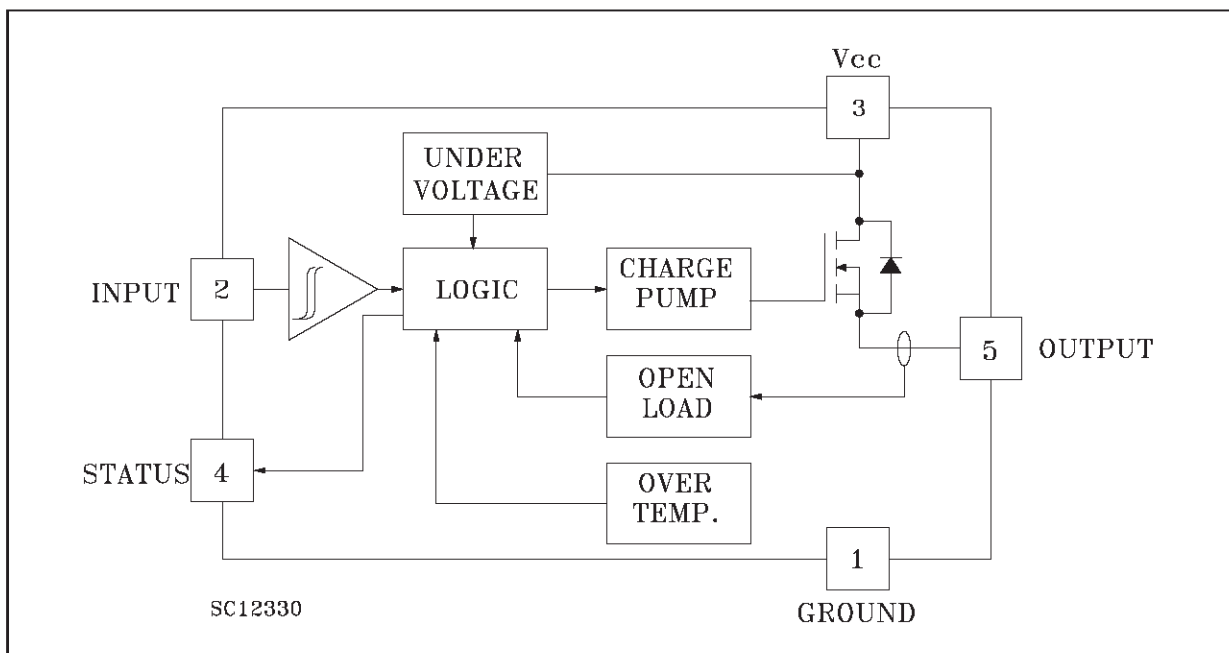 Vcc
3
UNDER
VOLTAGE
INPUT
2
LOGIC
CHARGE
PUMP
5
OUTPUT
OPEN
LOAD
STATUS
4
OVER
TEMP.
1
SC12330
GROUND